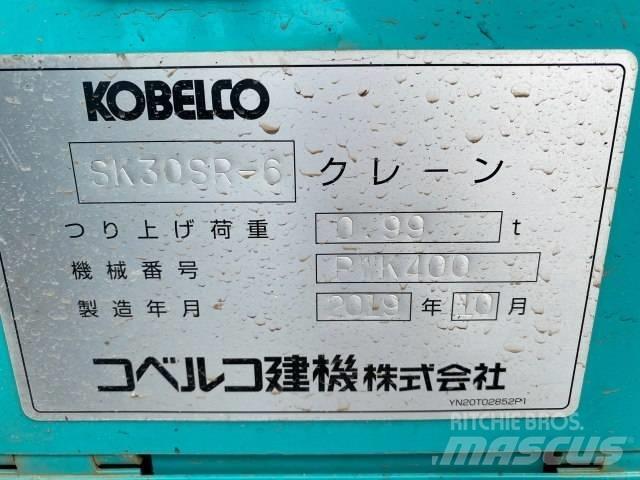 KOBELCO
SK30SR-6 クレーン
つり上げ荷重 0.99 t
機械番号
製造年月 2019 年 10 月
コベルコ建機株式会社
YN20T02852P1
RITCHIE BROS.
MASCUS